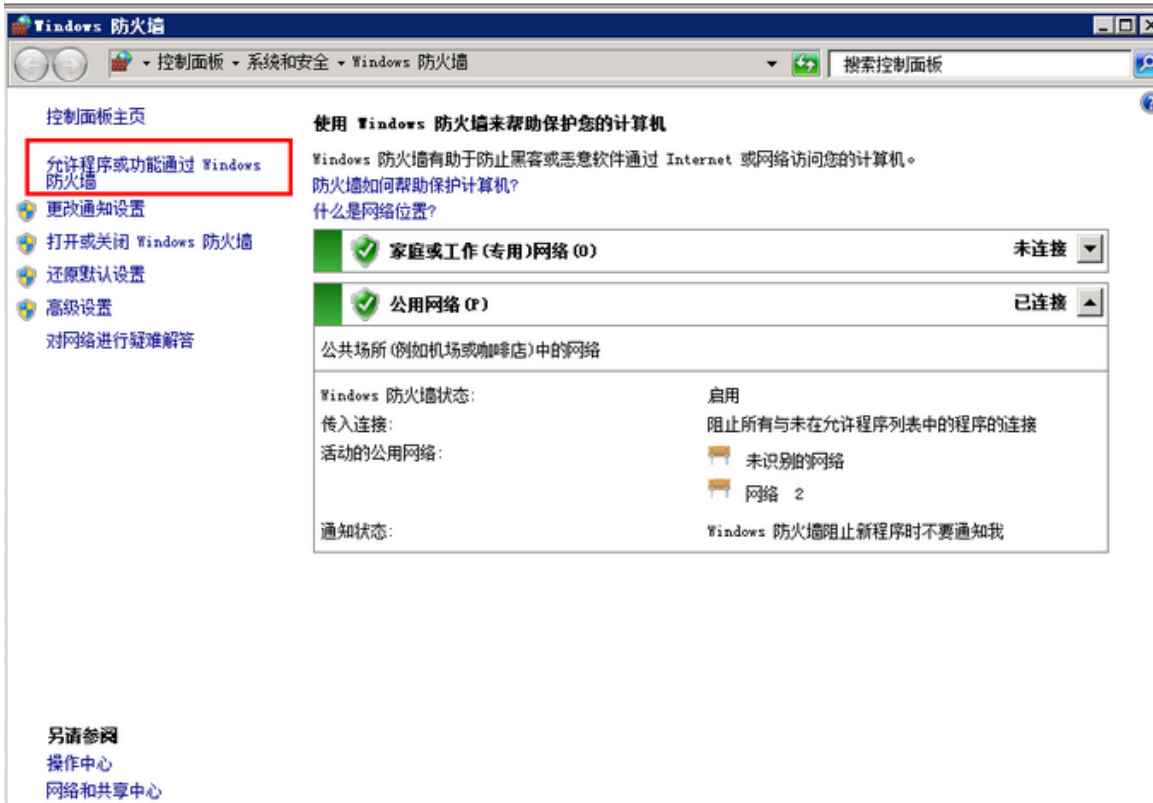 Windows 防火墙
控制面板 系统和安全 Windows 防火墙 搜索控制面板
控制面板主页
允许程序或功能通过 Windows
防火墙
更改通知设置
打开或关闭 Windows 防火墙
还原默认设置
高级设置
对网络进行疑难解答
使用 Windows 防火墙来帮助保护您的计算机
Windows 防火墙有助于防止黑客或恶意软件通过 Internet 或网络访问您的计算机。
防火墙如何帮助保护计算机?
什么是网络位置?
家庭或工作(专用)网络(O) 未连接
公用网络(P) 已连接
公共场所(例如机场或咖啡店)中的网络
Windows 防火墙状态: 启用
传入连接: 阻止所有与未在允许程序列表中的程序的连接
活动的公用网络: 未识别的网络
网络 2
通知状态: Windows 防火墙阻止新程序时不要通知我
另请参阅
操作中心
网络和共享中心